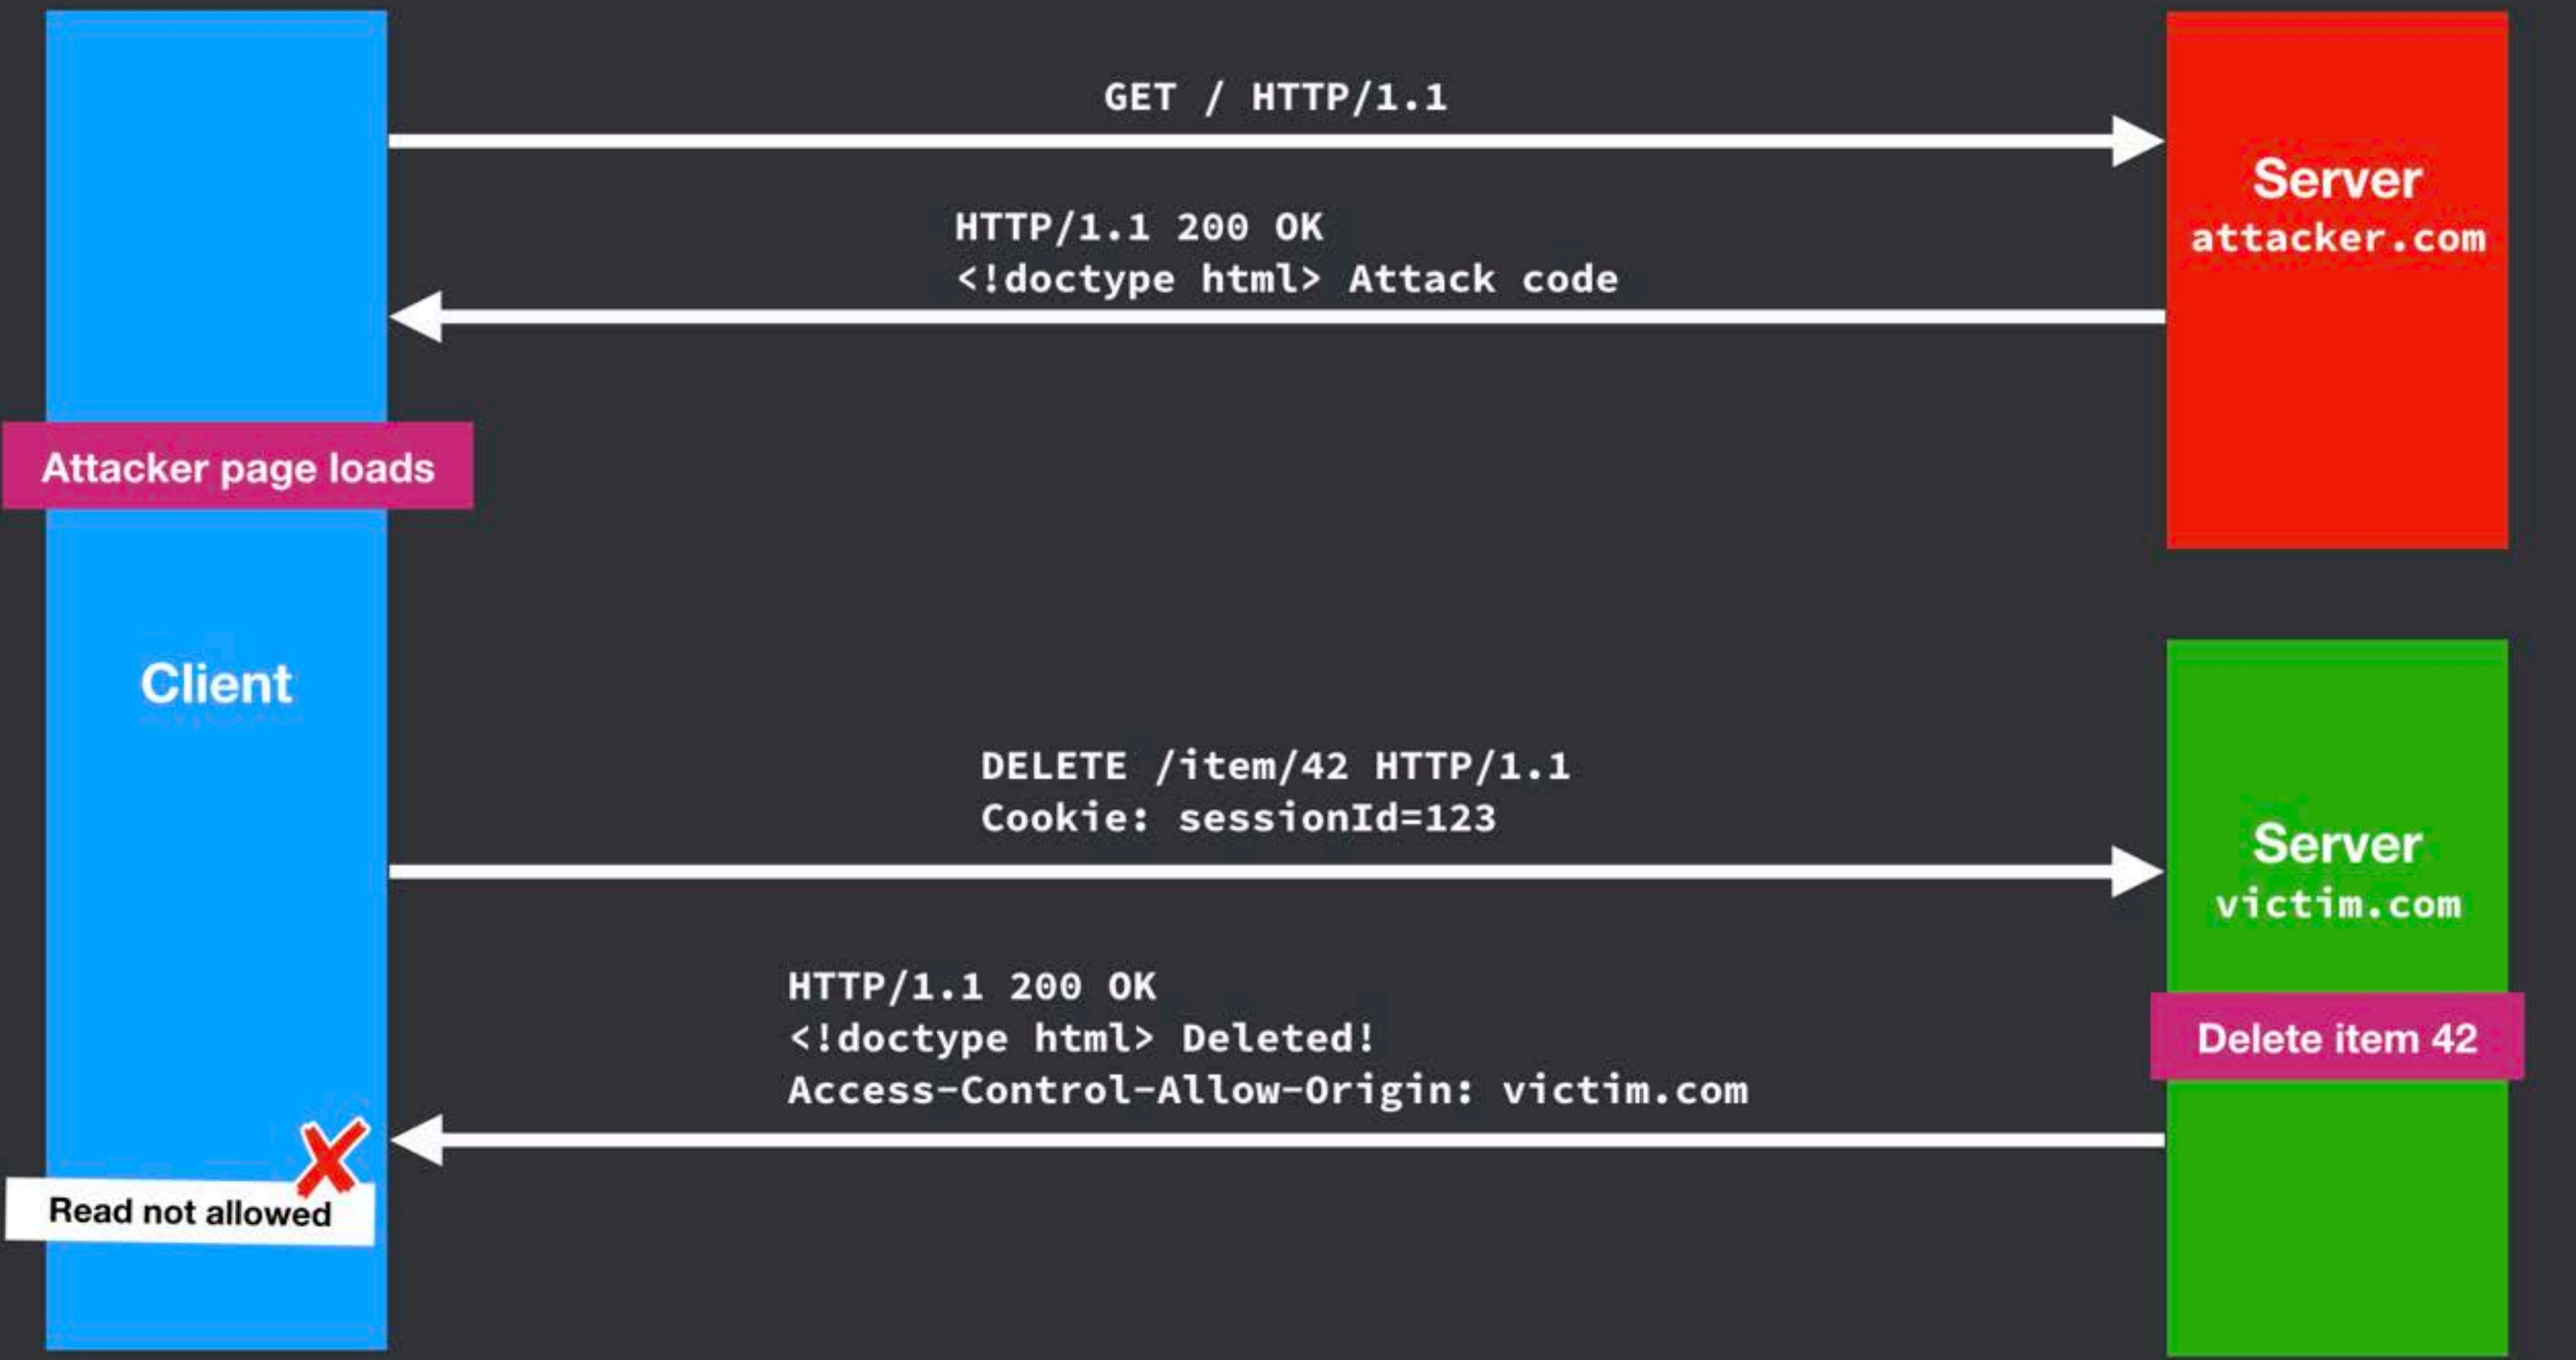 GET / HTTP/1.1
Server
attacker.com
HTTP/1.1 200 OK
<!doctype html> Attack code
Attacker page loads
Client
DELETE /item/42 HTTP/1.1
Cookie: sessionId=123
Server
victim.com
HTTP/1.1 200 OK
<!doctype html> Deleted!
Access-Control-Allow-Origin: victim.com
Delete item 42
Read not allowed